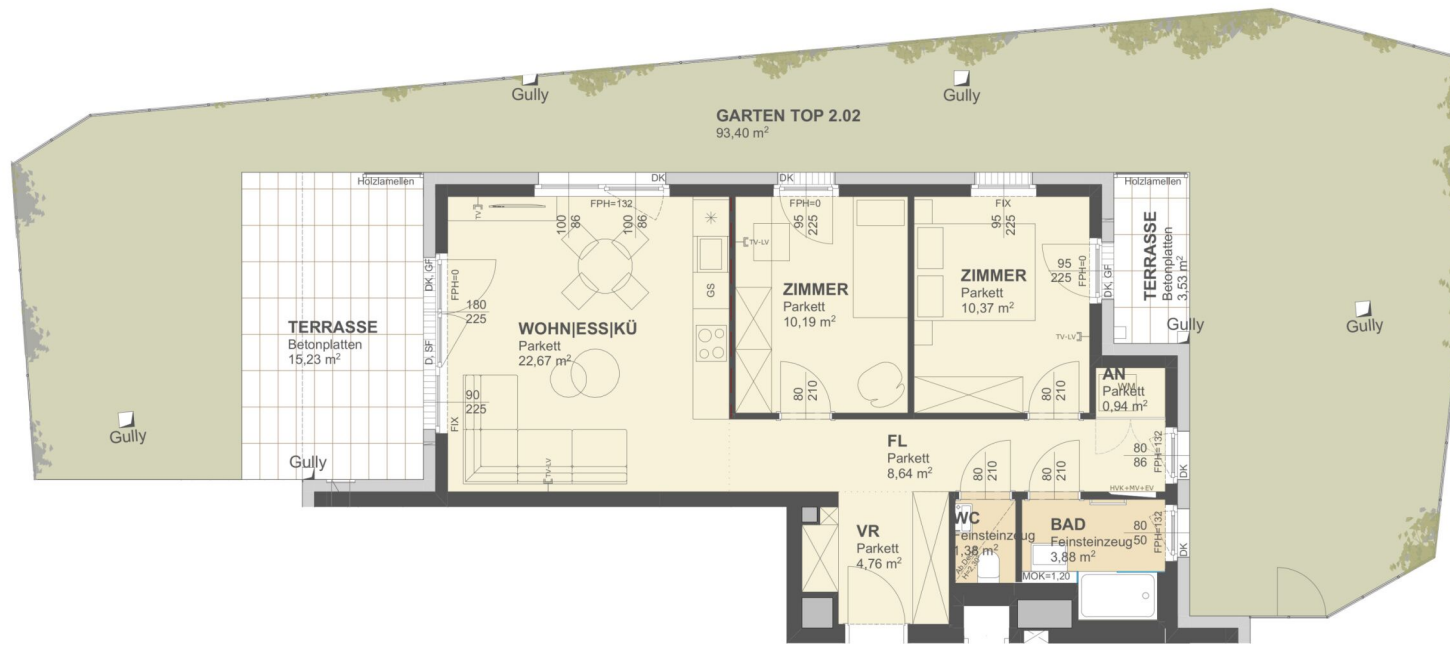 Gully
Gully
GARTEN TOP 2.02
93,40 m²
Holzlamellen
DK
DK
Holzlamellen
TV
FPH=132
100
86
100
86
FPH=0
95
225
FIX
95
225
TV-LV
GS
DK, GF
FPH=0
180
225
D, SF
90
225
FIX
TERRASSE
Betonplatten
15,23 m²
WOHN|ESS|KÜ
Parkett
22,67 m²
TV-LV
ZIMMER
Parkett
10,19 m²
80
210
ZIMMER
Parkett
10,37 m²
TV-LV
80
210
95
225
FPH=0
DK, GF
TERRASSE
Betonplatten
3,53 m²
Gully
Gully
Gully
Gully
AN
WM
Parkett
0,94 m²
FL
Parkett
8,64 m²
80
210
80
210
80
86
FPH=132
DK
HVK+MV+EV
VR
Parkett
4,76 m²
WC
Feinsteinzeug
1,38 m²
H=2,30
BAD
Feinsteinzeug
3,88 m²
MOK=1,20
80
50
FPH=132
DK